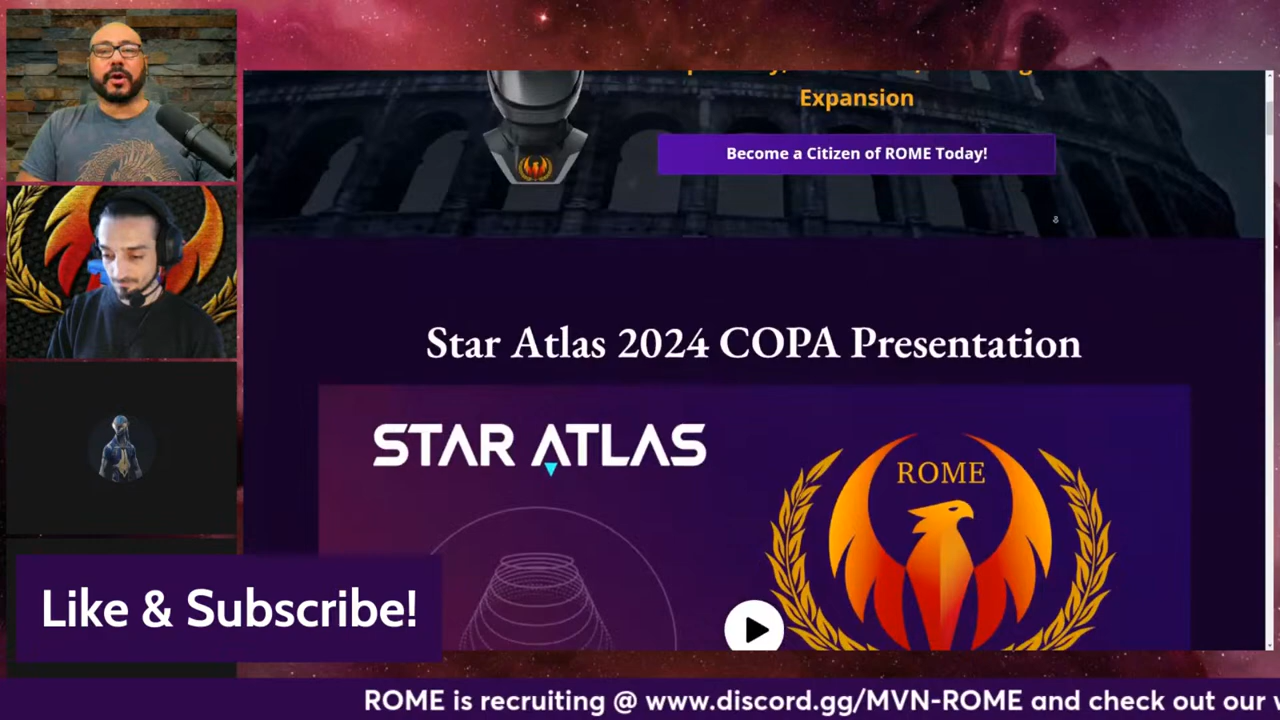 Expansion
Become a Citizen of ROME Today!
Star Atlas 2024 COPA Presentation
STAR ATLAS
ROME
Like & Subscribe!
ROME is recruiting @ www.discord.gg/MVN-ROME and check out our